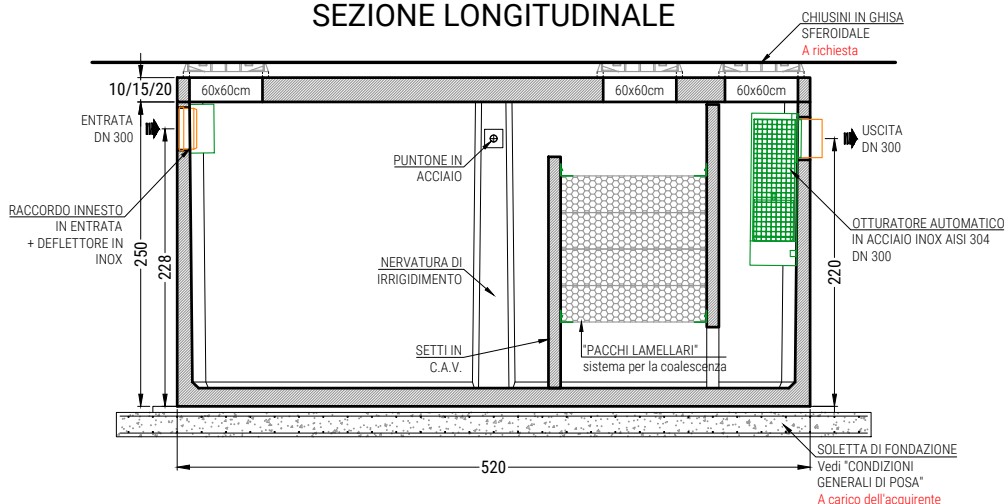 SEZIONE LONGITUDINALE
CHIUSINI IN GHISA
SFEROIDALE
A richiesta
10/15/20
60x60cm
60x60cm
60x60cm
ENTRATA
DN 300
USCITA
DN 300
PUNTONE IN
ACCIAIO
RACCORDO INNESTO
IN ENTRATA
+ DEFLETTORE IN
INOX
OTTURATORE AUTOMATICO
IN ACCIAIO INOX AISI 304
DN 300
250
228
220
NERVATURA DI
IRRIGIDIMENTO
SETTI IN
C.A.V.
"PACCHI LAMELLARI"
sistema per la coalescenza
520
SOLETTA DI FONDAZIONE
Vedi "CONDIZIONI
GENERALI DI POSA"
A carico dell'acquirente